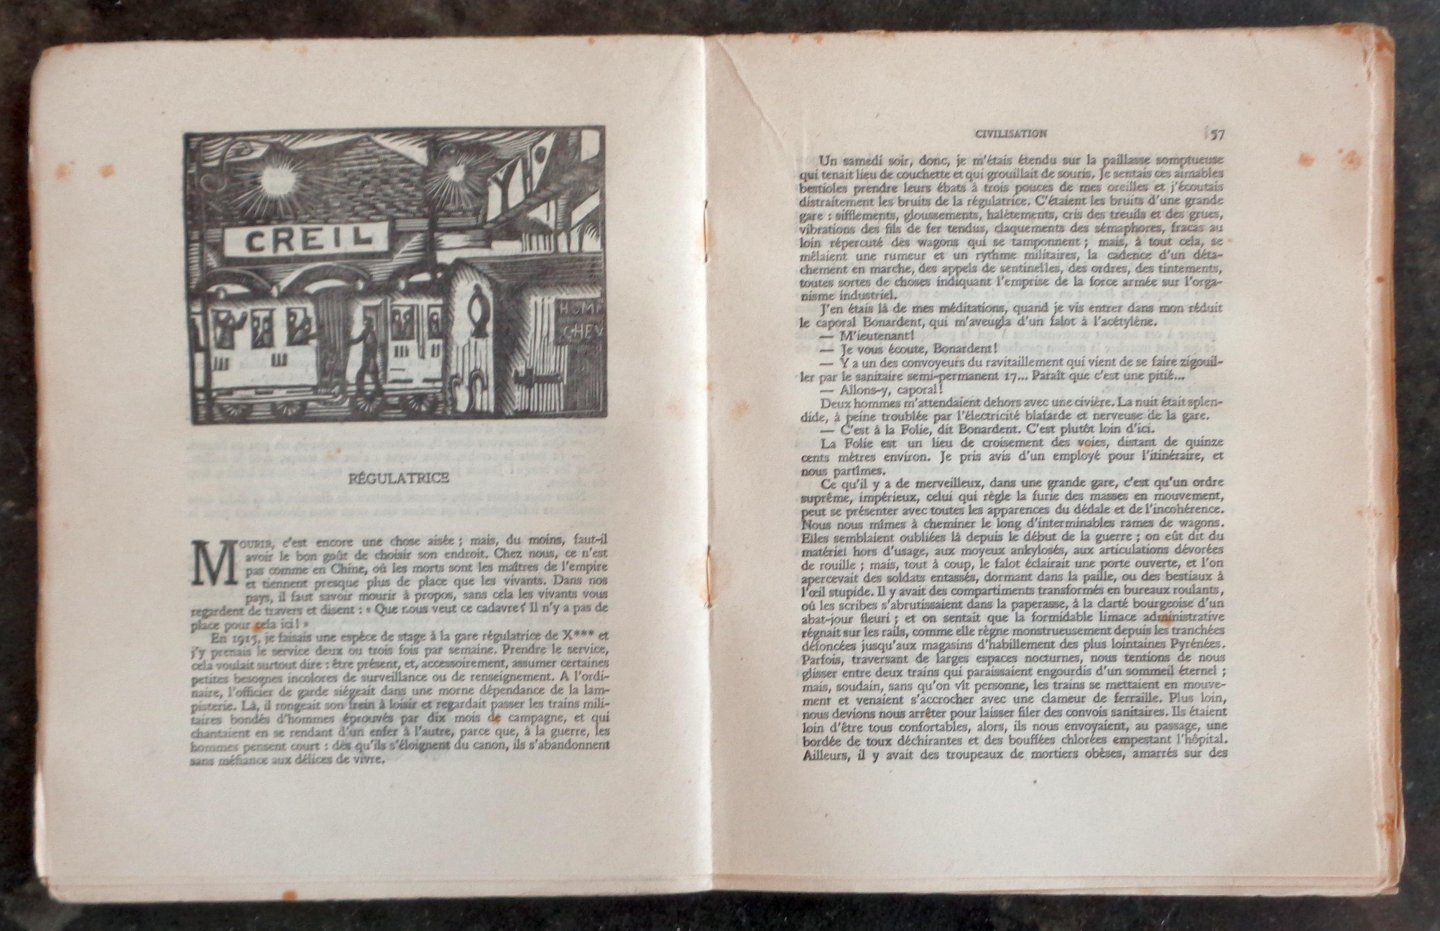 CREIL
HOMM
CHEV
RÉGULATRICE
MOURIR, c'est encore une chose aisée ; mais, du moins, faut-il
avoir le bon goût de choisir son endroit. Chez nous, ce n'est
pas comme en Chine, où les morts sont les maîtres de l'empire
et tiennent presque plus de place que les vivants. Dans nos
pays, il faut savoir mourir à propos, sans cela les vivants vous
regardent de travers et disent : « Que nous veut ce cadavre ? Il n'y a pas de
place pour cela ici ! »
En 1915, je faisais une espèce de stage à la gare régulatrice de X*** et
j'y prenais le service deux ou trois fois par semaine. Prendre le service,
cela voulait surtout dire : être présent, et, accessoirement, assumer certaines
petites besognes incolores de surveillance ou de renseignement. A l'ordi-
naire, l'officier de garde siégeait dans une morne dépendance de la lam-
pisterie. Là, il rongeait son frein à loisir et regardait passer les trains mili-
taires bondés d'hommes éprouvés par dix mois de campagne, et qui
chantaient en se rendant d'un enfer à l'autre, parce que, à la guerre, les
hommes pensent court : dès qu'ils s'éloignent du canon, ils s'abandonnent
sans méfiance aux délices de vivre.
CIVILISATION 57
Un samedi soir, donc, je m'étais étendu sur la paillasse somptueuse
qui tenait lieu de couchette et qui grouillait de souris. Je sentais ces aimables
bestioles prendre leurs ébats à trois pouces de mes oreilles et j'écoutais
distraitement les bruits de la régulatrice. C'étaient les bruits d'une grande
gare : sifflements, gloussements, halètements, cris des treuils et des grues,
vibrations des fils de fer tendus, claquements des sémaphores, fracas au
loin répercuté des wagons qui se tamponnent ; mais, à tout cela, se
mêlaient une rumeur et un rythme militaires, la cadence d'un déta-
chement en marche, des appels de sentinelles, des ordres, des tintements,
toutes sortes de choses indiquant l'emprise de la force armée sur l'orga-
nisme industriel.
J'en étais là de mes méditations, quand je vis entrer dans mon réduit
le caporal Bonardent, qui m'aveugla d'un falot à l'acétylène.
— M'ieutenant !
— Je vous écoute, Bonardent !
— Y a un des convoyeurs du ravitaillement qui vient de se faire zigouil-
ler par le sanitaire semi-permanent 17... Paraît que c'est une pitié...
— Allons-y, caporal !
Deux hommes m'attendaient dehors avec une civière. La nuit était splen-
dide, à peine troublée par l'électricité blafarde et nerveuse de la gare.
— C'est à la Folie, dit Bonardent. C'est plutôt loin d'ici.
La Folie est un lieu de croisement des voies, distant de quinze
cents mètres environ. Je pris avis d'un employé pour l'itinéraire, et
nous partîmes.
Ce qu'il y a de merveilleux, dans une grande gare, c'est qu'un ordre
suprême, impérieux, celui qui règle la furie des masses en mouvement,
peut se présenter avec toutes les apparences du dédale et de l'incohérence.
Nous nous mîmes à cheminer le long d'interminables rames de wagons.
Elles semblaient oubliées là depuis le début de la guerre ; on eût dit du
matériel hors d'usage, aux moyeux ankylosés, aux articulations dévorées
de rouille ; mais, tout à coup, le falot éclairait une porte ouverte, et l'on
apercevait des soldats entassés, dormant dans la paille, ou des bestiaux à
l'œil stupide. Il y avait des compartiments transformés en bureaux roulants,
où les scribes s'abrutissaient dans la paperasse, à la clarté bourgeoise d'un
abat-jour fleuri ; et on sentait que la formidable limace administrative
régnait sur les rails, comme elle règne monstrueusement depuis les tranchées
défoncées jusqu'aux magasins d'habillement des plus lointaines Pyrénées.
Parfois, traversant de larges espaces nocturnes, nous tentions de nous
glisser entre deux trains qui paraissaient engourdis d'un sommeil éternel ;
mais, soudain, sans qu'on vît personne, les trains se mettaient en mouve-
ment et venaient s'accrocher avec une clameur de ferraille. Plus loin,
nous devions nous arrêter pour laisser filer des convois sanitaires. Ils étaient
loin d'être tous confortables, alors, ils nous envoyaient, au passage, une
bordée de toux déchirantes et des bouffées chlorées empestant l'hôpital.
Ailleurs, il y avait des troupeaux de mortiers obèses, amarrés sur des